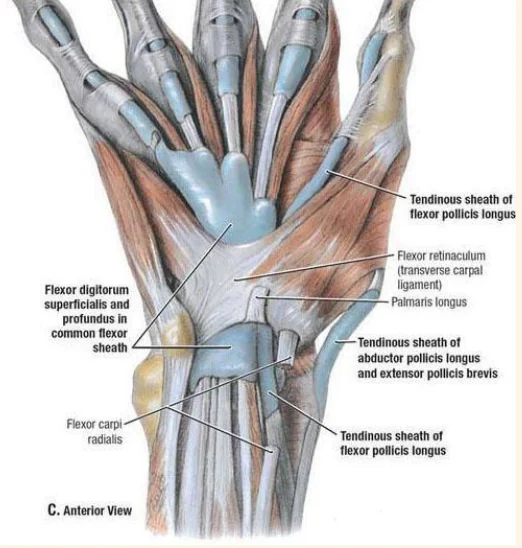 Tendinous sheath of
flexor pollicis longus
Flexor retinaculum
(transverse carpal
ligament)
Palmaris longus
Flexor digitorum
superficialis and
profundus in
common flexor
sheath
Tendinous sheath of
abductor pollicis longus
and extensor pollicis brevis
Flexor carpi
radialis
Tendinous sheath of
flexor pollicis longus
C. Anterior View